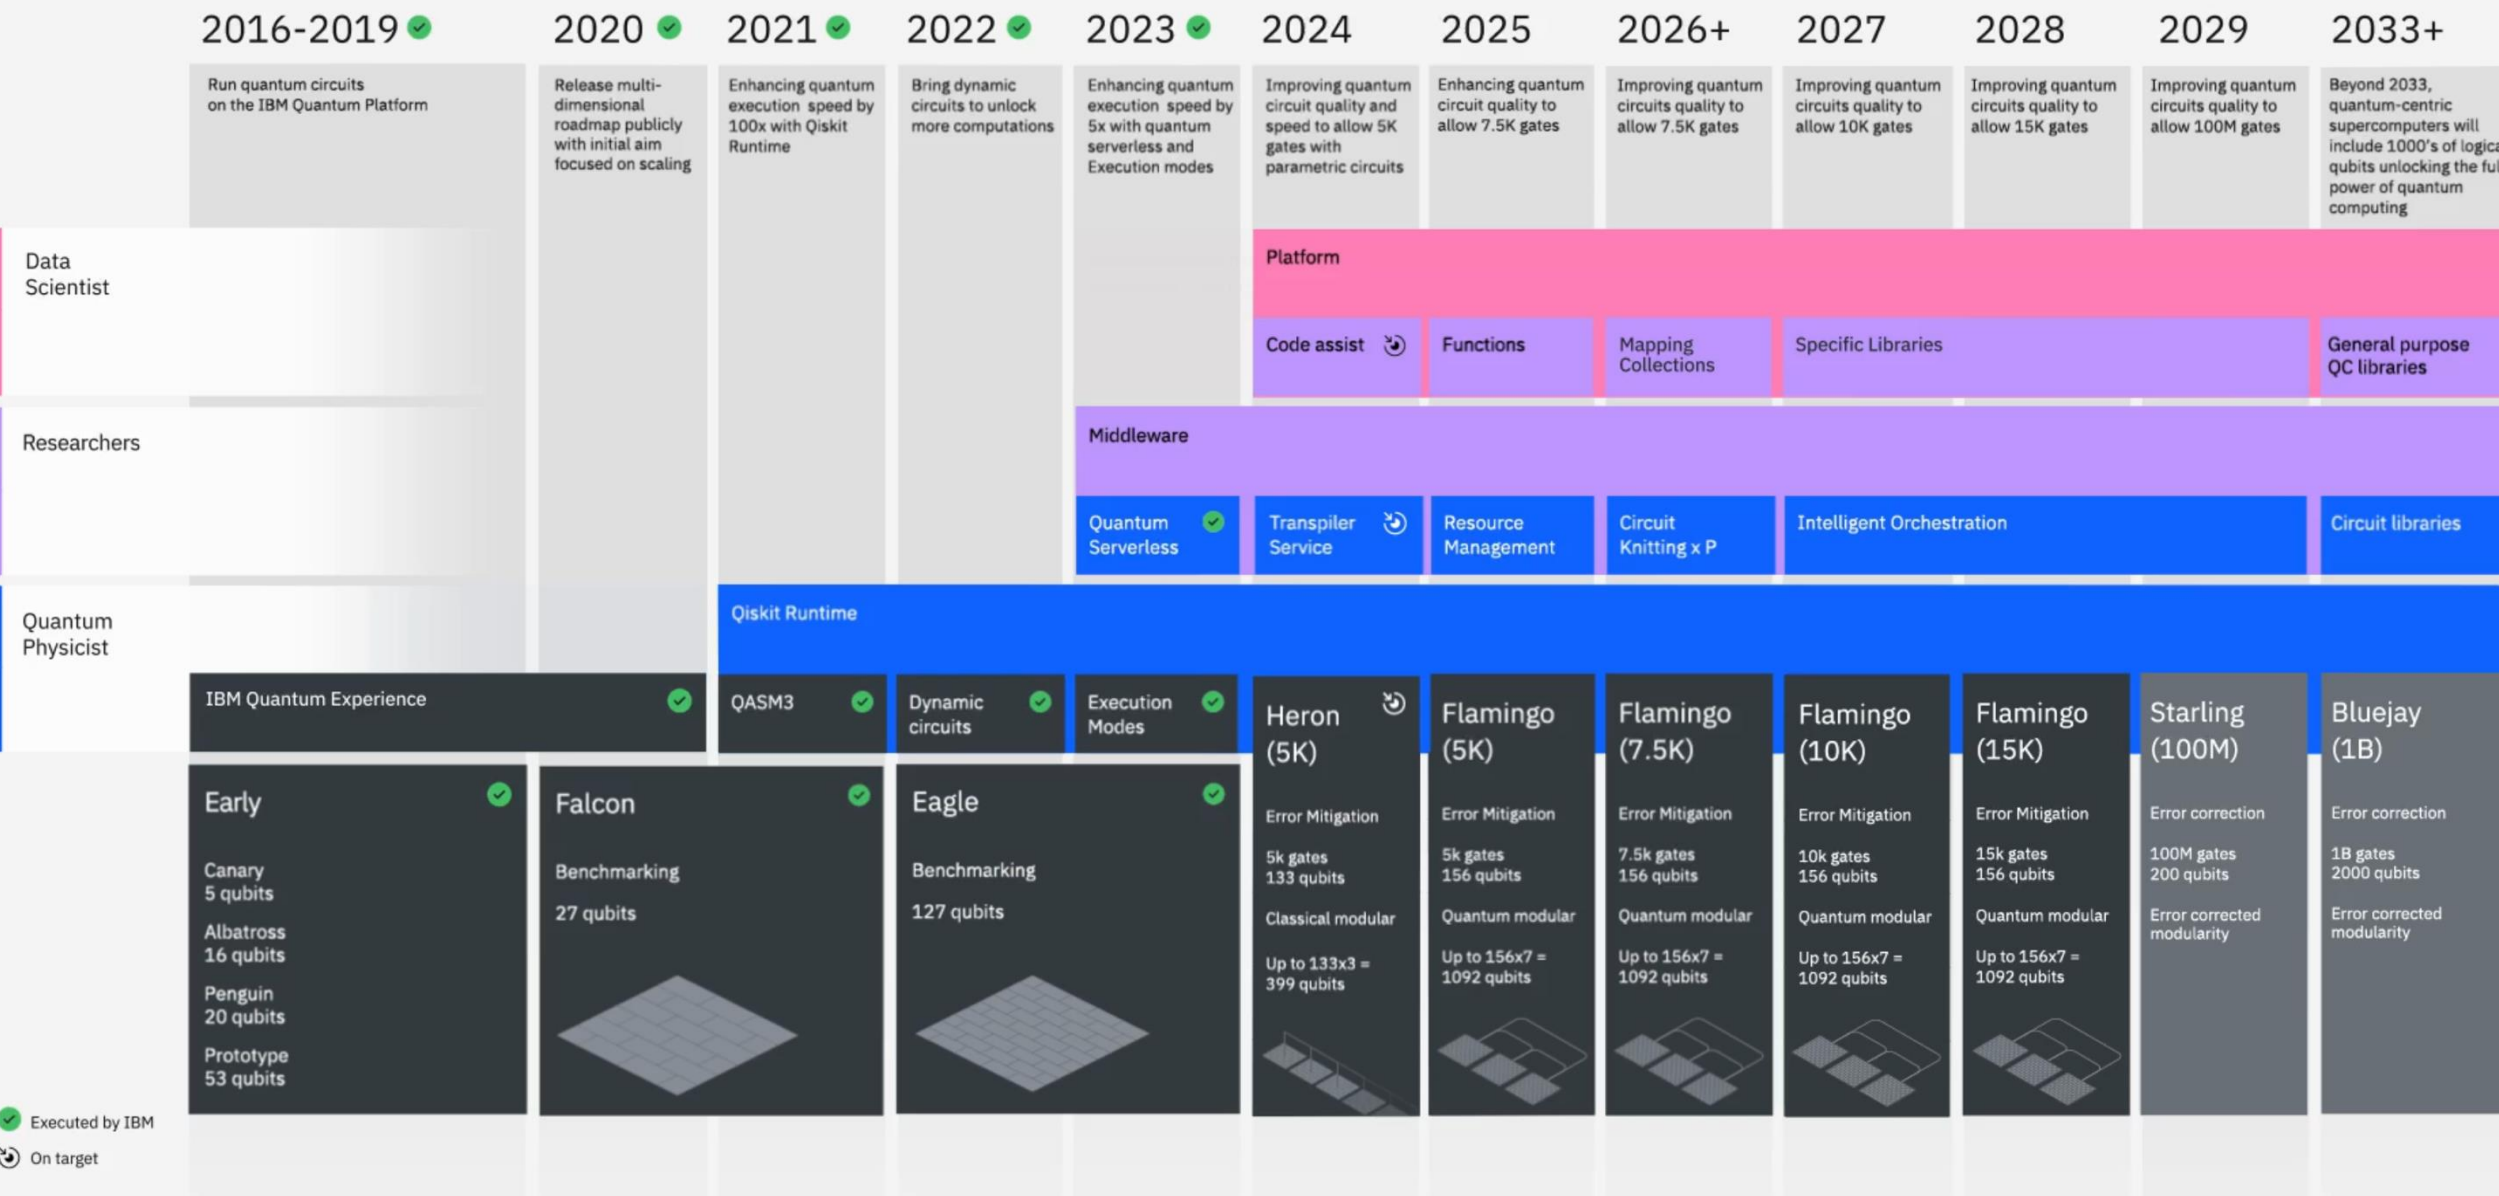 2016-2019
2020
2021
2022
2023
2024
2025
2026+
2027
2028
2029
2033+
Run quantum circuits
on the IBM Quantum Platform
Release multi-
dimensional
roadmap publicly
with initial aim
focused on scaling
Enhancing quantum
execution speed by
100x with Qiskit
Runtime
Bring dynamic
circuits to unlock
more computations
Enhancing quantum
execution speed by
5x with quantum
serverless and
Execution modes
Improving quantum
circuit quality and
speed to allow 5K
gates with
parametric circuits
Enhancing quantum
circuit quality to
allow 7.5K gates
Improving quantum
circuits quality to
allow 7.5K gates
Improving quantum
circuits quality to
allow 10K gates
Improving quantum
circuits quality to
allow 15K gates
Improving quantum
circuits quality to
allow 100M gates
Beyond 2033,
quantum-centric
supercomputers will
include 1000's of logica
qubits unlocking the ful
power of quantum
computing
Data
Scientist
Platform
Code assist
Functions
Mapping
Collections
Specific Libraries
General purpose
QC libraries
Researchers
Middleware
Quantum
Serverless
Transpiler
Service
Resource
Management
Circuit
Knitting x P
Intelligent Orchestration
Circuit libraries
Quantum
Physicist
Qiskit Runtime
IBM Quantum Experience
QASM3
Dynamic
circuits
Execution
Modes
Early
Canary
5 qubits
Albatross
16 qubits
Penguin
20 qubits
Prototype
53 qubits
Falcon
Benchmarking
27 qubits
Eagle
Benchmarking
127 qubits
Heron
(5K)
Error Mitigation
5k gates
133 qubits
Classical modular
Up to 133x3 =
399 qubits
Flamingo
(5K)
Error Mitigation
5k gates
156 qubits
Quantum modular
Up to 156x7 =
1092 qubits
Flamingo
(7.5K)
Error Mitigation
7.5k gates
156 qubits
Quantum modular
Up to 156x7 =
1092 qubits
Flamingo
(10K)
Error Mitigation
10k gates
156 qubits
Quantum modular
Up to 156x7 =
1092 qubits
Flamingo
(15K)
Error Mitigation
15k gates
156 qubits
Quantum modular
Up to 156x7 =
1092 qubits
Starling
(100M)
Error correction
100M gates
200 qubits
Error corrected
modularity
Bluejay
(1B)
Error correction
1B gates
2000 qubits
Error corrected
modularity
Executed by IBM
On target